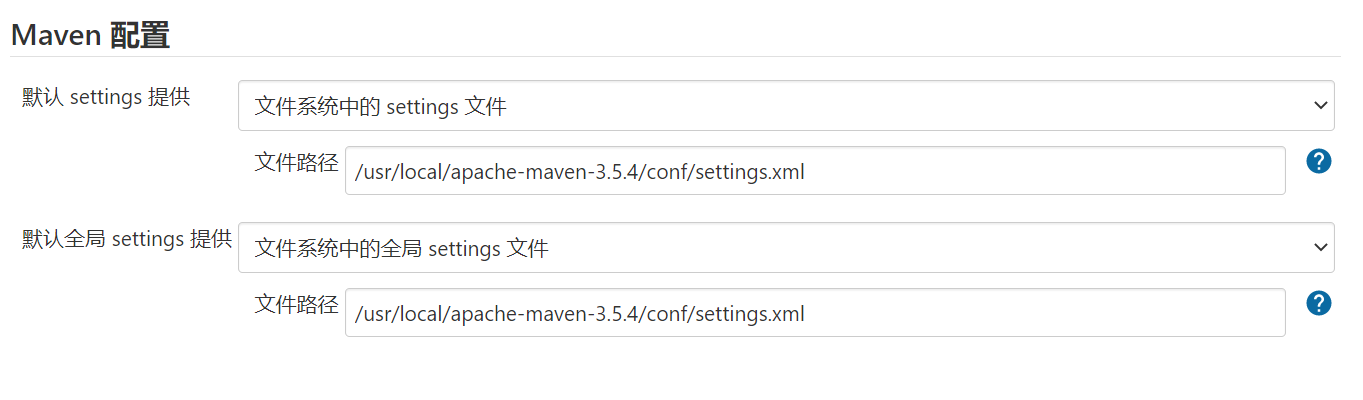 Maven 配置
默认 settings 提供
文件系统中的 settings 文件
文件路径
/usr/local/apache-maven-3.5.4/conf/settings.xml
?
默认全局 settings 提供
文件系统中的全局 settings 文件
文件路径
/usr/local/apache-maven-3.5.4/conf/settings.xml
?